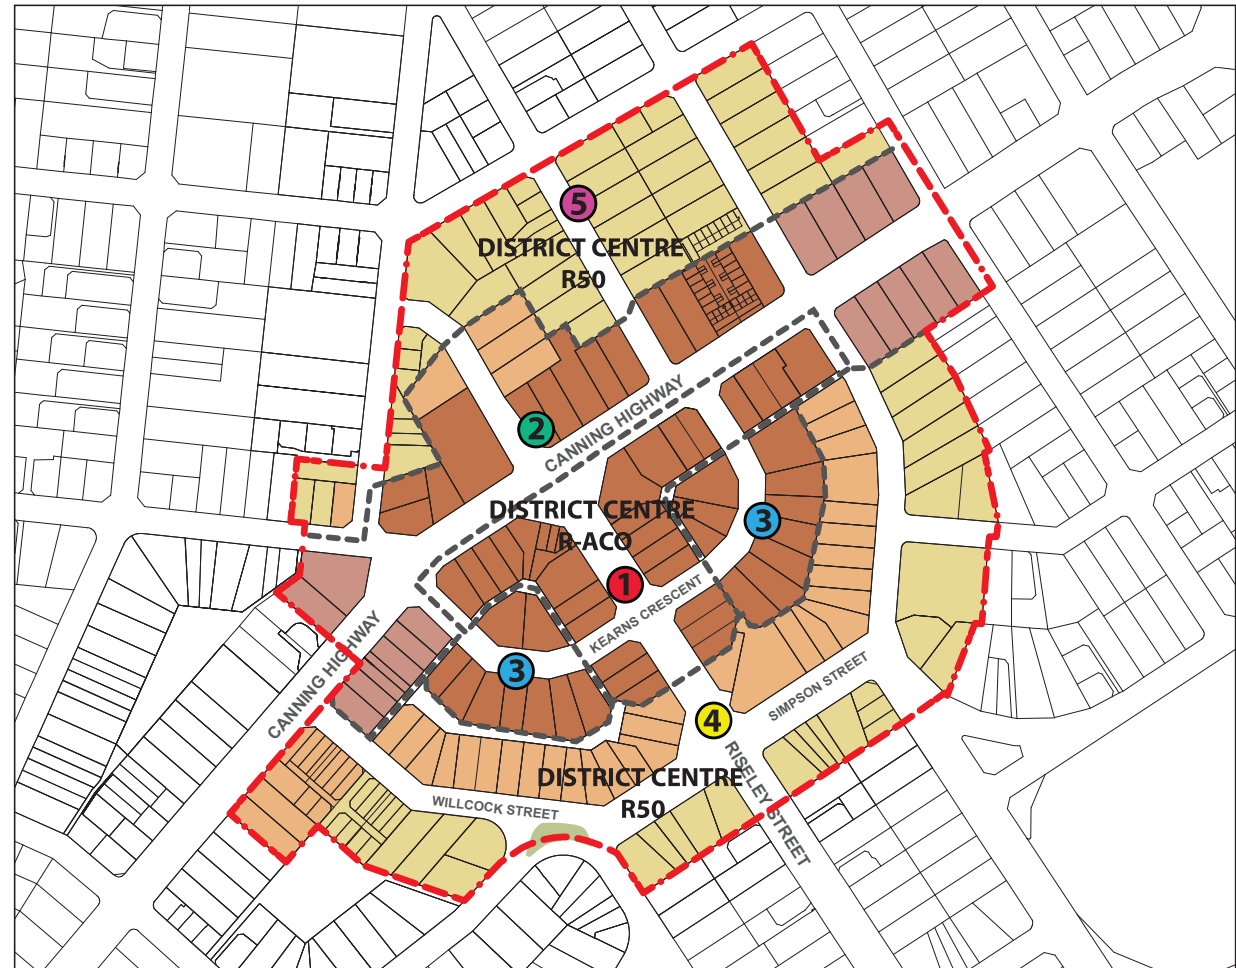 5
DISTRICT CENTRE
R50
2
CANNING HIGHWAY
DISTRICT CENTRE
R-ACO
3
1
KEARNS CRESCENT
3
CANNING HIGHWAY
SIMPSON STREET
4
RISELEY STREET
DISTRICT CENTRE
R50
WILLCOCK STREET